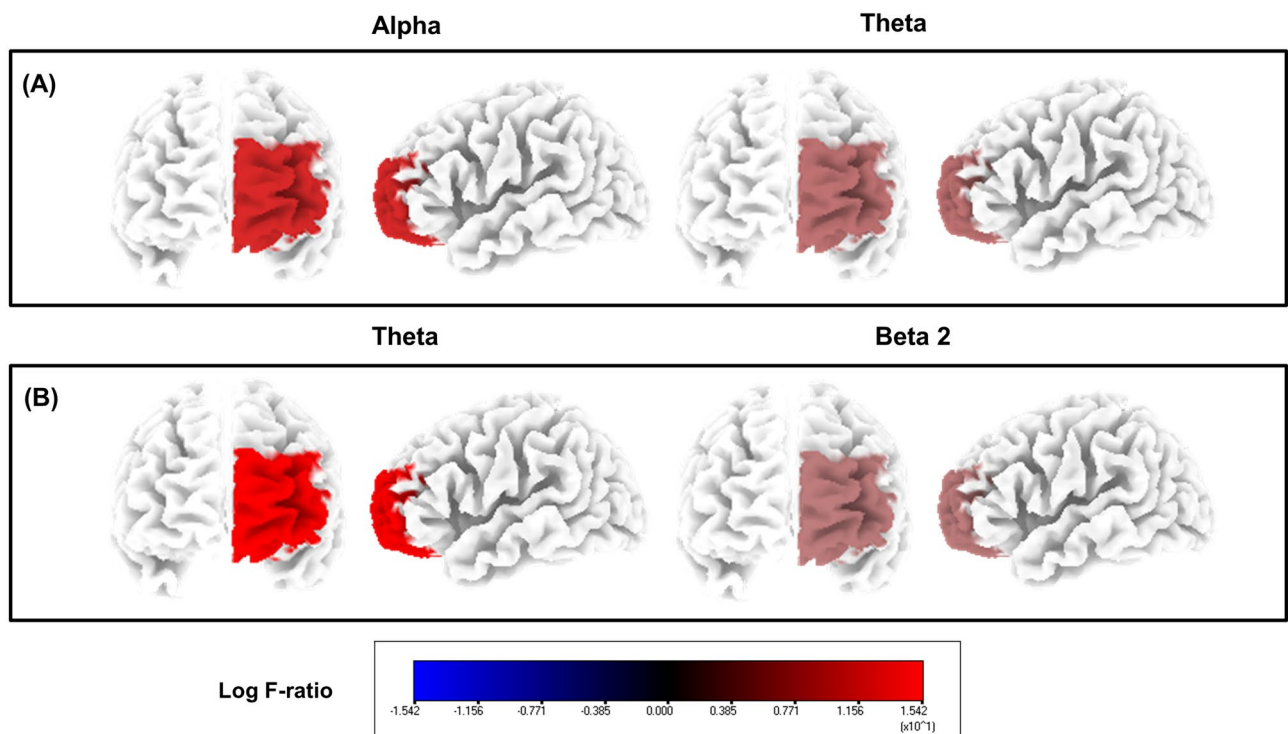 Alpha Theta
(A)
Theta Beta 2
(B)
Log F-ratio
-1.542 -1.156 -0.771 -0.385 0.000 0.385 0.771 1.156 1.542
(x10^1)